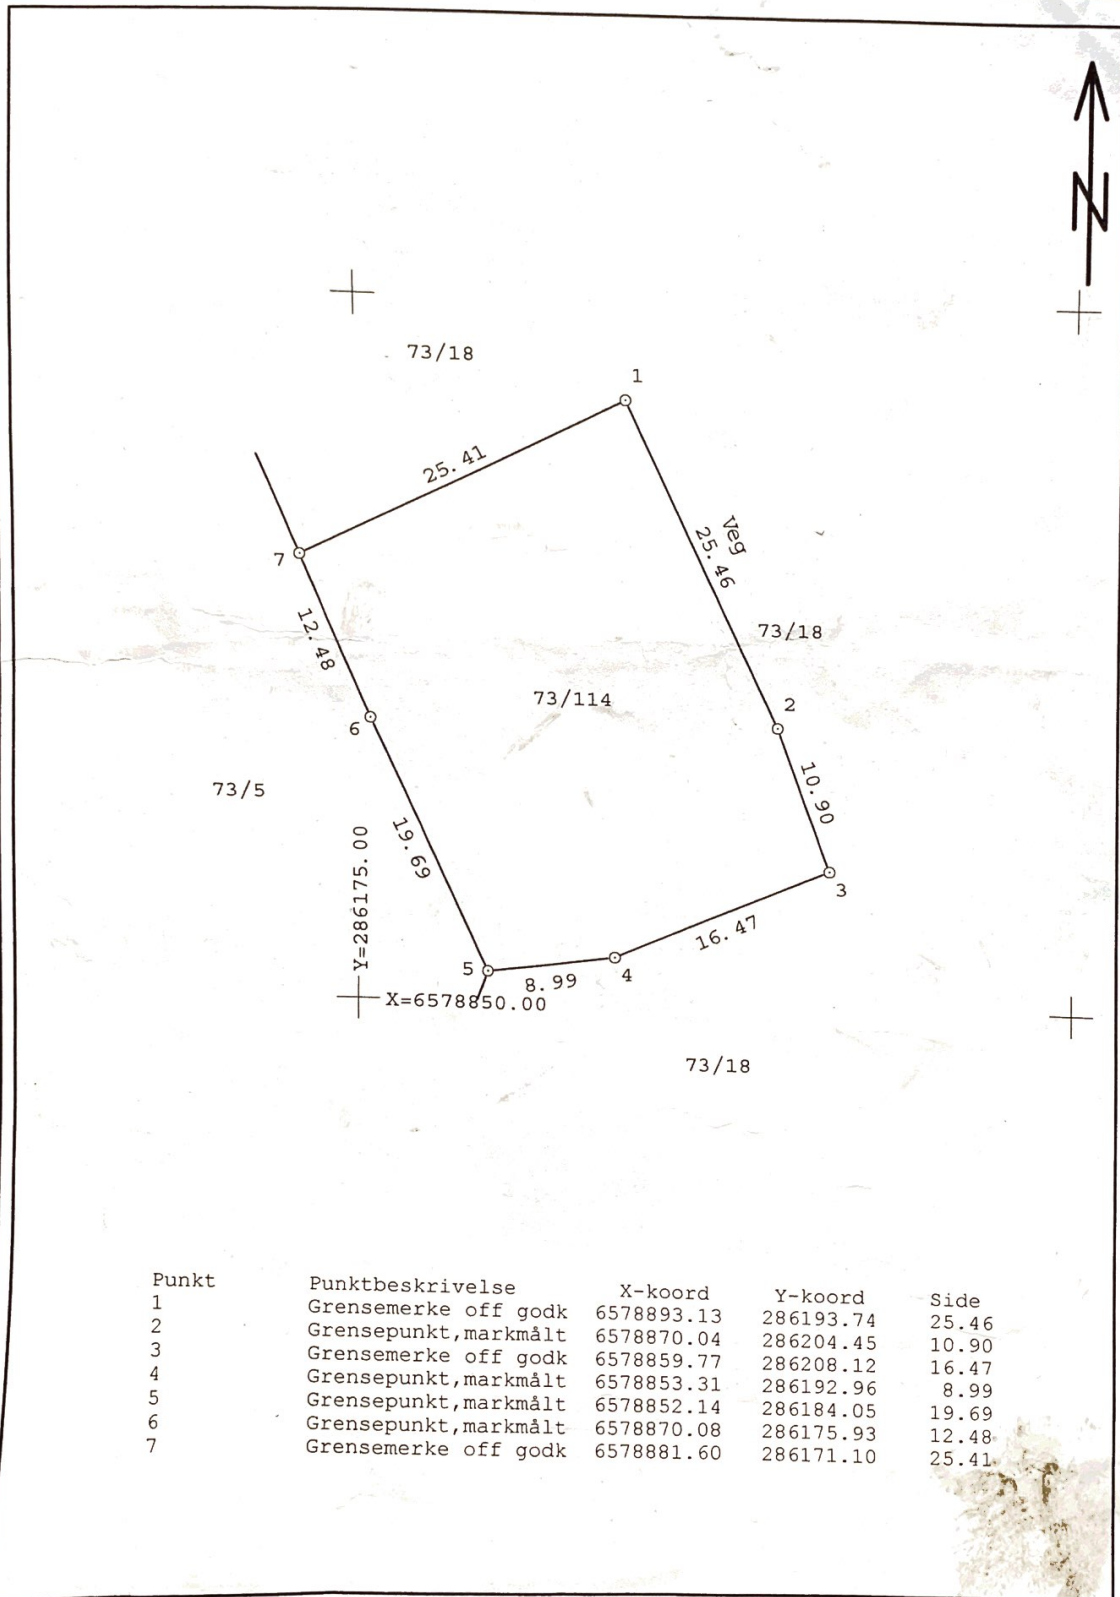 N
73/18
1
25.41
Veg
25.46
7
12.48
73/18
73/114
2
6
10.90
73/5
19.69
Y=286175.00
3
16.47
5
8.99
4
X=6578850.00
73/18
Punkt Punktbeskrivelse X-koord Y-koord Side
1 Grensemerke off godk 6578893.13 286193.74 25.46
2 Grensepunkt,markmålt 6578870.04 286204.45 10.90
3 Grensemerke off godk 6578859.77 286208.12 16.47
4 Grensepunkt,markmålt 6578853.31 286192.96 8.99
5 Grensepunkt,markmålt 6578852.14 286184.05 19.69
6 Grensepunkt,markmålt 6578870.08 286175.93 12.48
7 Grensemerke off godk 6578881.60 286171.10 25.41